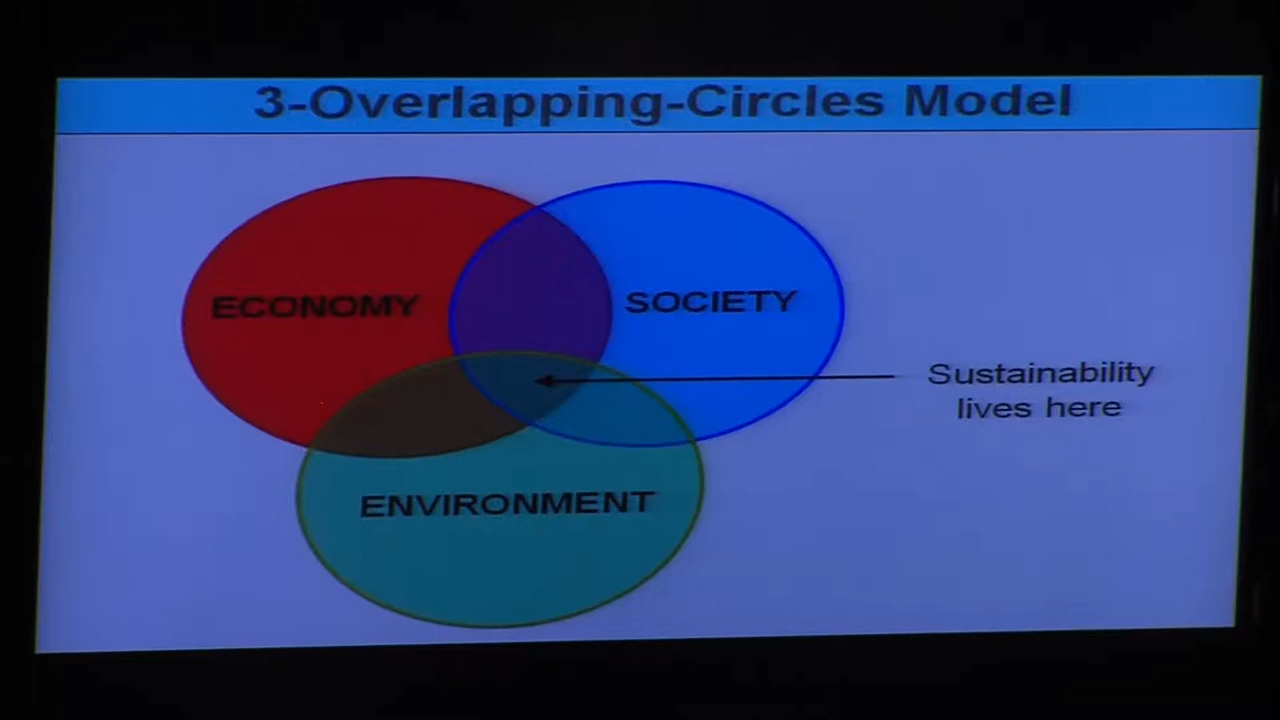 3-Overlapping-Circles Model
ECONOMY
SOCIETY
Sustainability
lives here
ENVIRONMENT